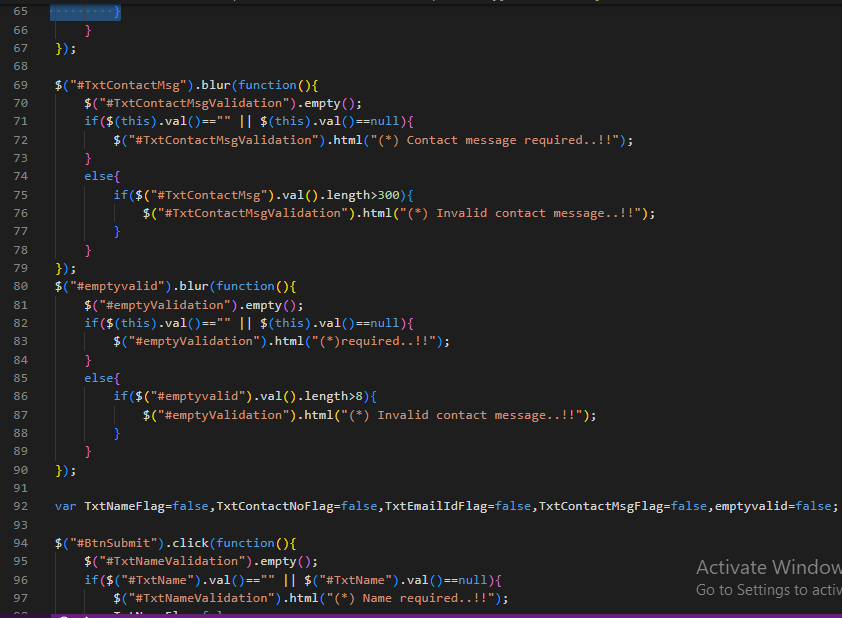 65 }
66 }
67 });
68
69 $("#TxtContactMsg").blur(function(){
70 $("#TxtContactMsgValidation").empty();
71 if($(this).val()=="" || $(this).val()==null){
72 $("#TxtContactMsgValidation").html("(*) Contact message required..!!");
73 }
74 else{
75 if($("#TxtContactMsg").val().length>300){
76 $("#TxtContactMsgValidation").html("(*) Invalid contact message..!!");
77 }
78 }
79 });
80 $("#emptyvalid").blur(function(){
81 $("#emptyValidation").empty();
82 if($(this).val()=="" || $(this).val()==null){
83 $("#emptyValidation").html("(*)required..!!");
84 }
85 else{
86 if($("#emptyvalid").val().length>8){
87 $("#emptyValidation").html("(*) Invalid contact message..!!");
88 }
89 }
90 });
91
92 var TxtNameFlag=false,TxtContactNoFlag=false,TxtEmailIdFlag=false,TxtContactMsgFlag=false,emptyvalid=false;
93
94 $("#BtnSubmit").click(function(){
95 $("#TxtNameValidation").empty();
96 if($("#TxtName").val()=="" || $("#TxtName").val()==null){
97 $("#TxtNameValidation").html("(*) Name required..!!");
Activate Window
Go to Settings to activ